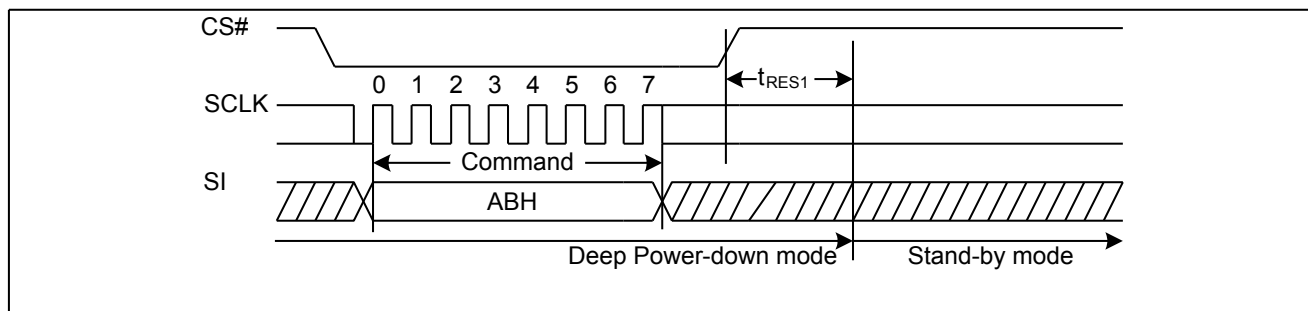 CS#
tRES1
0 1 2 3 4 5 6 7
SCLK
Command
SI
ABH
Deep Power-down mode Stand-by mode